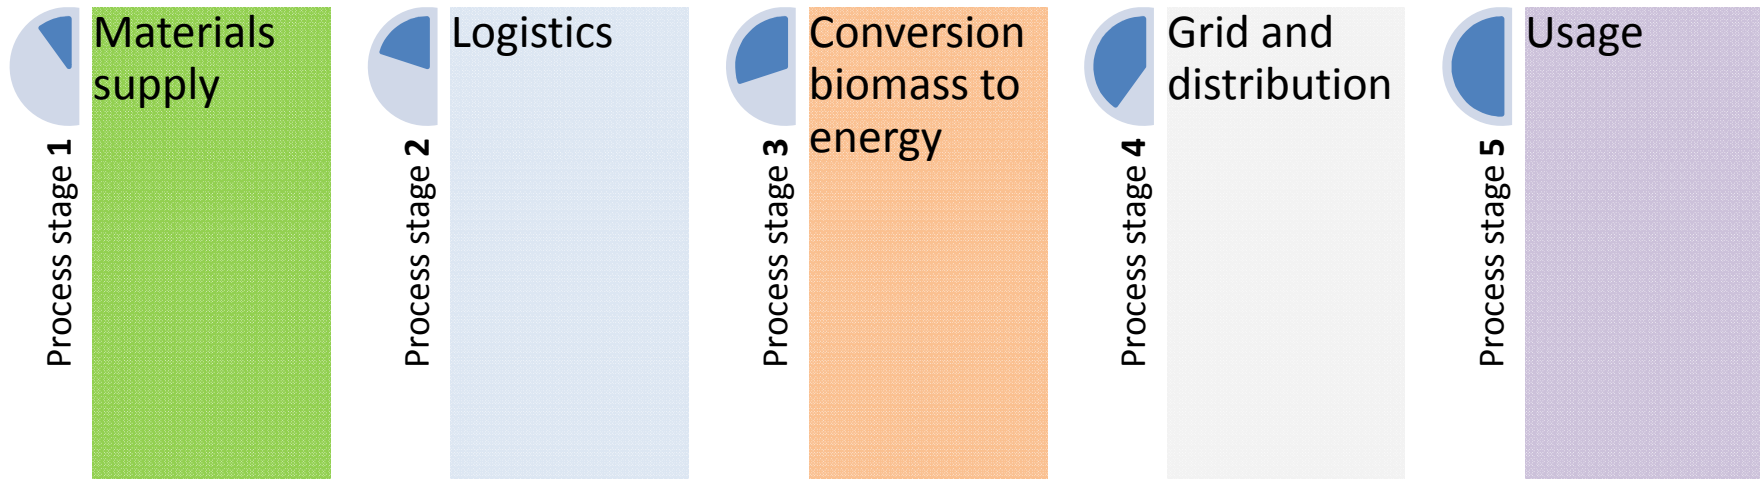 Process stage 1
Materials
supply
Process stage 2
Logistics
Process stage 3
Conversion
biomass to
energy
Process stage 4
Grid and
distribution
Process stage 5
Usage